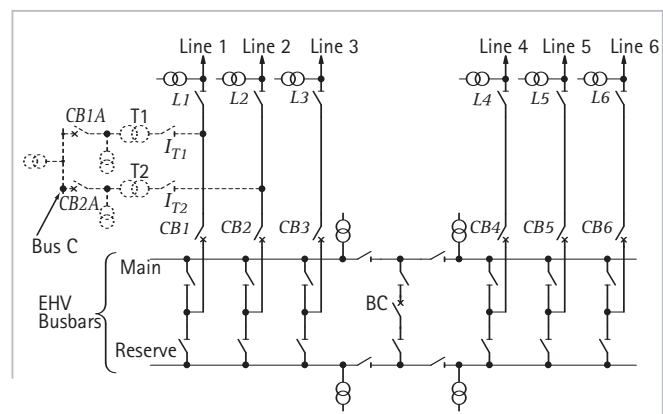 Line 1 Line 2 Line 3 Line 4 Line 5 Line 6
L1 L2 L3 L4 L5 L6
CB1A T1
I_T1
T2
CB2A I_T2
CB1 CB2 CB3 CB4 CB5 CB6
Bus C
Main
EHV
Busbars
BC
Reserve